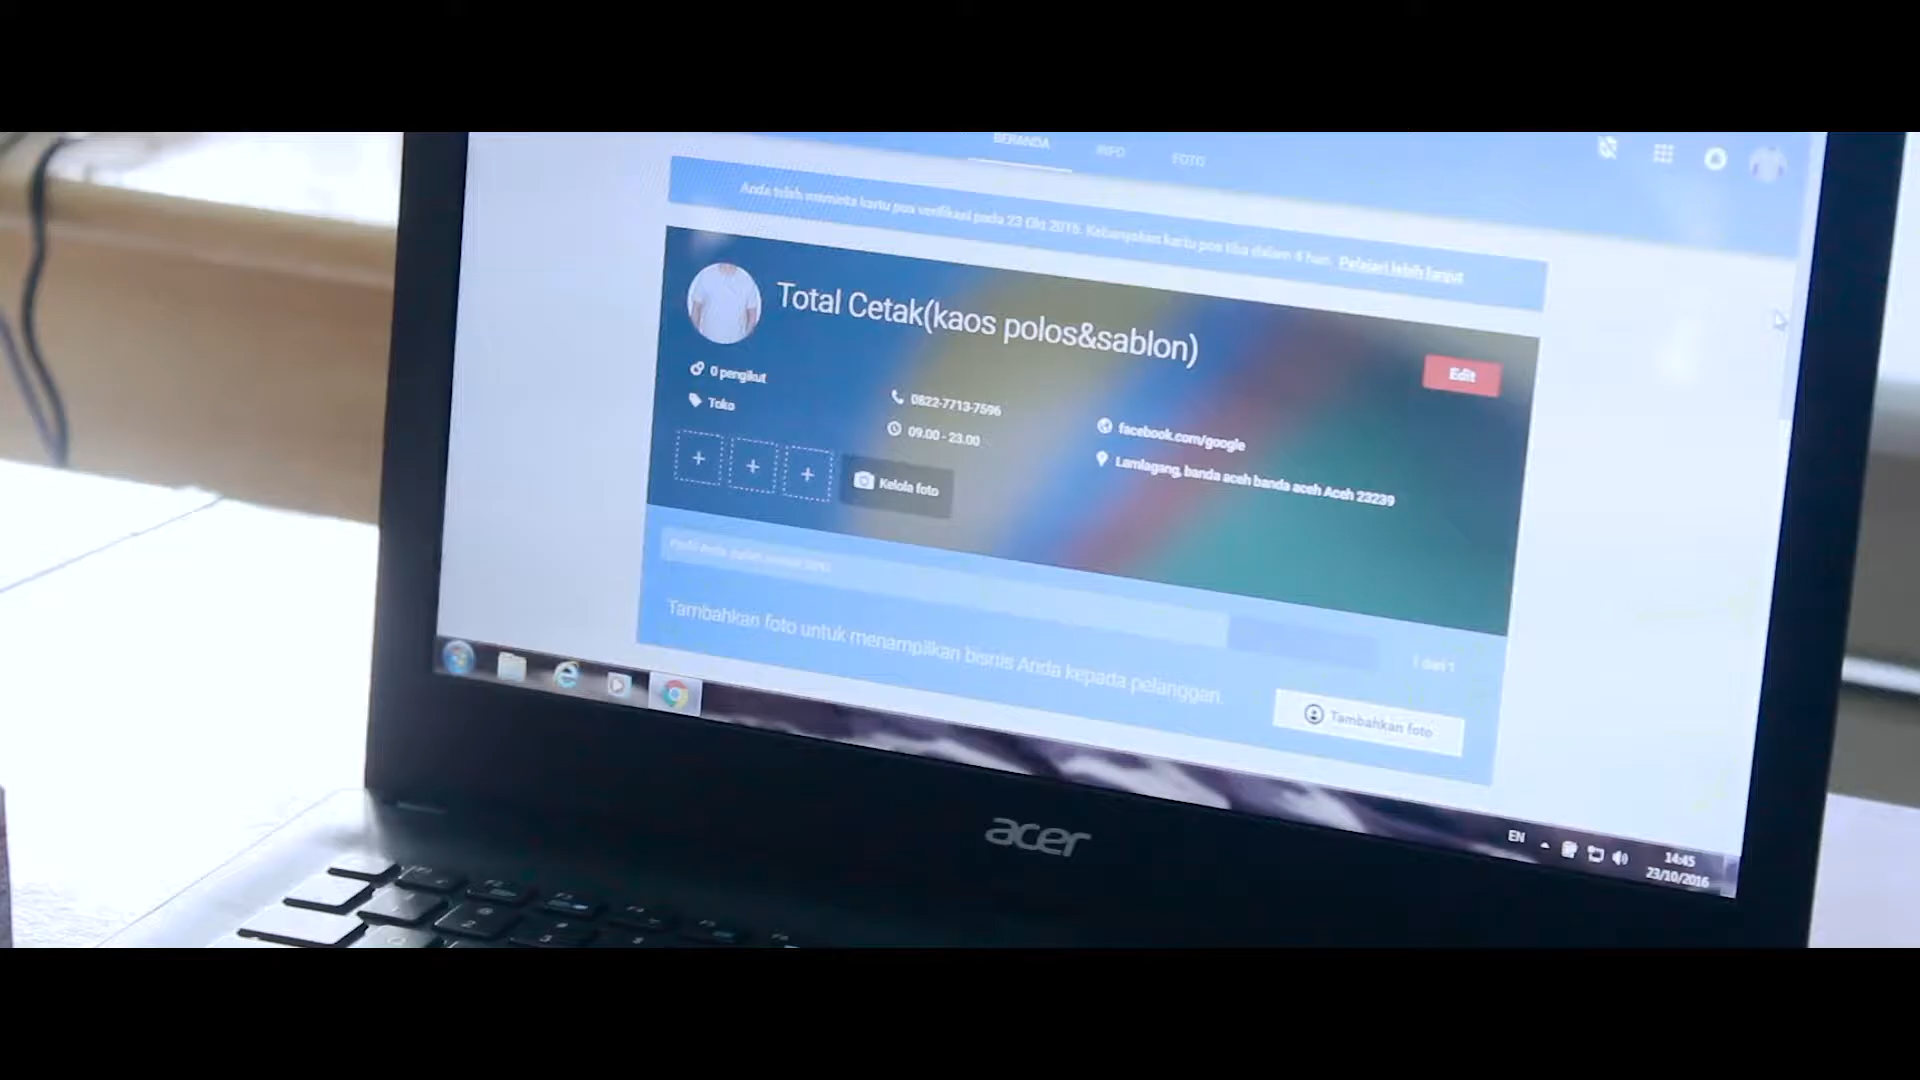 BERANDA INFO FOTO
Anda telah meminta kartu pos verifikasi pada 23 Okt 2016. Kebanyakan kartu pos tiba dalam 4 hari. Pelajari lebih lanjut
Total Cetak(kaos polos&sablon)
Edit
0 pengikut
Toko
0822-7713-7596
09.00 - 23.00
facebook.com/google
Lamlagang, banda aceh banda aceh Aceh 23239
Kelola foto
1 dari 1
Tambahkan foto untuk menampilkan bisnis Anda kepada pelanggan.
Tambahkan foto
EN
14:45
23/10/2016
acer